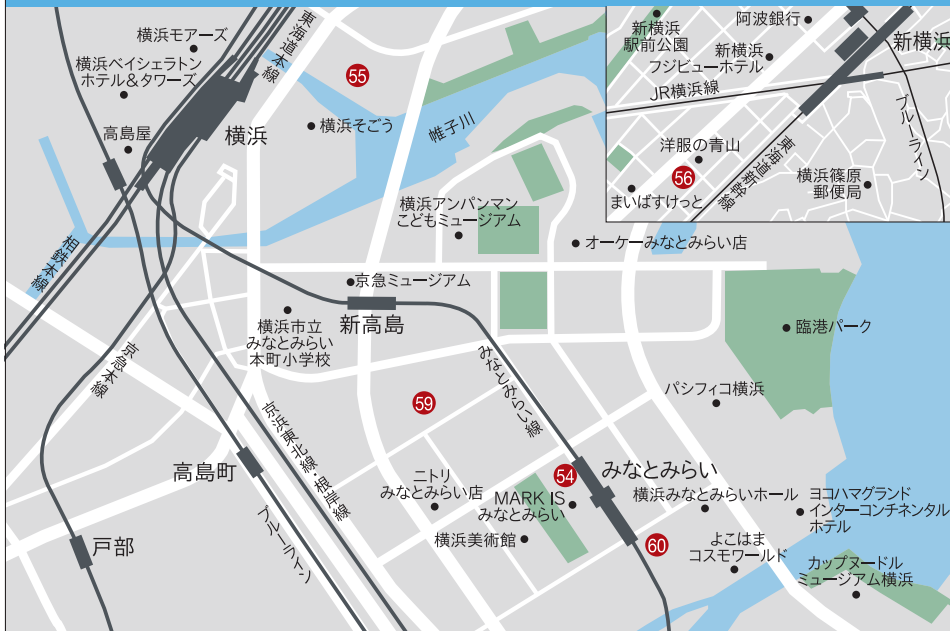 横浜モアーズ
横浜ベイシェラトン
ホテル&タワーズ
高島屋
横浜
東海道本線
55
横浜そごう
帷子川
新横浜
駅前公園
阿波銀行
新横浜
新横浜
フジビューホテル
JR横浜線
ブルーライン
洋服の青山
56
東海道新幹線
まいばすけっと
横浜篠原
郵便局
相鉄本線
横浜アンパンマン
こどもミュージアム
オーケーみなとみらい店
京急ミュージアム
新高島
横浜市立
みなとみらい
本町小学校
臨港パーク
京急本線
みなとみらい線
パシフィコ横浜
59
京浜東北線・根岸線
高島町
ニトリ
みなとみらい店
54
みなとみらい
MARK IS
みなとみらい
横浜みなとみらいホール
ヨコハマグランド
インターコンチネンタル
ホテル
ブルーライン
戸部
横浜美術館
60
よこはま
コスモワールド
カップヌードル
ミュージアム横浜